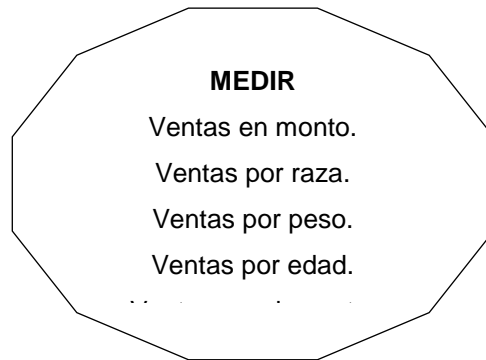 MEDIR
Ventas en monto.
Ventas por raza.
Ventas por peso.
Ventas por edad.